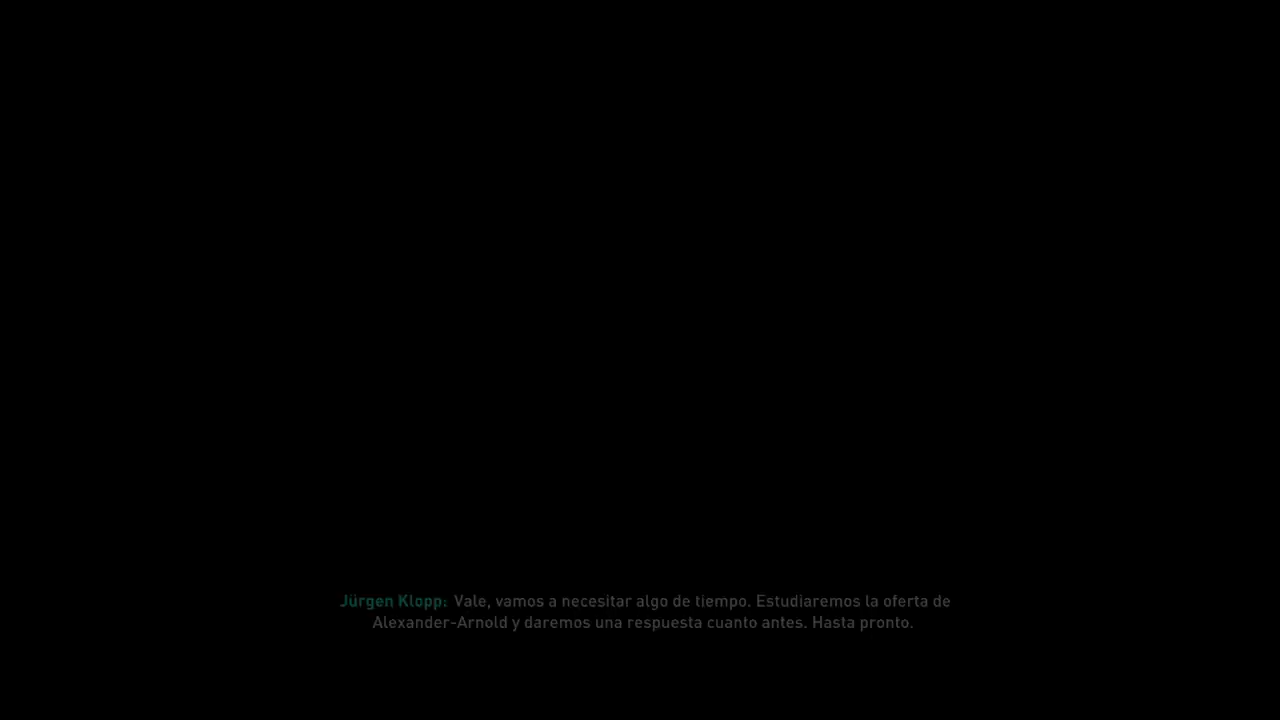 Jürgen Klopp: Vale, vamos a necesitar algo de tiempo. Estudiaremos la oferta de
Alexander-Arnold y daremos una respuesta cuanto antes. Hasta pronto.